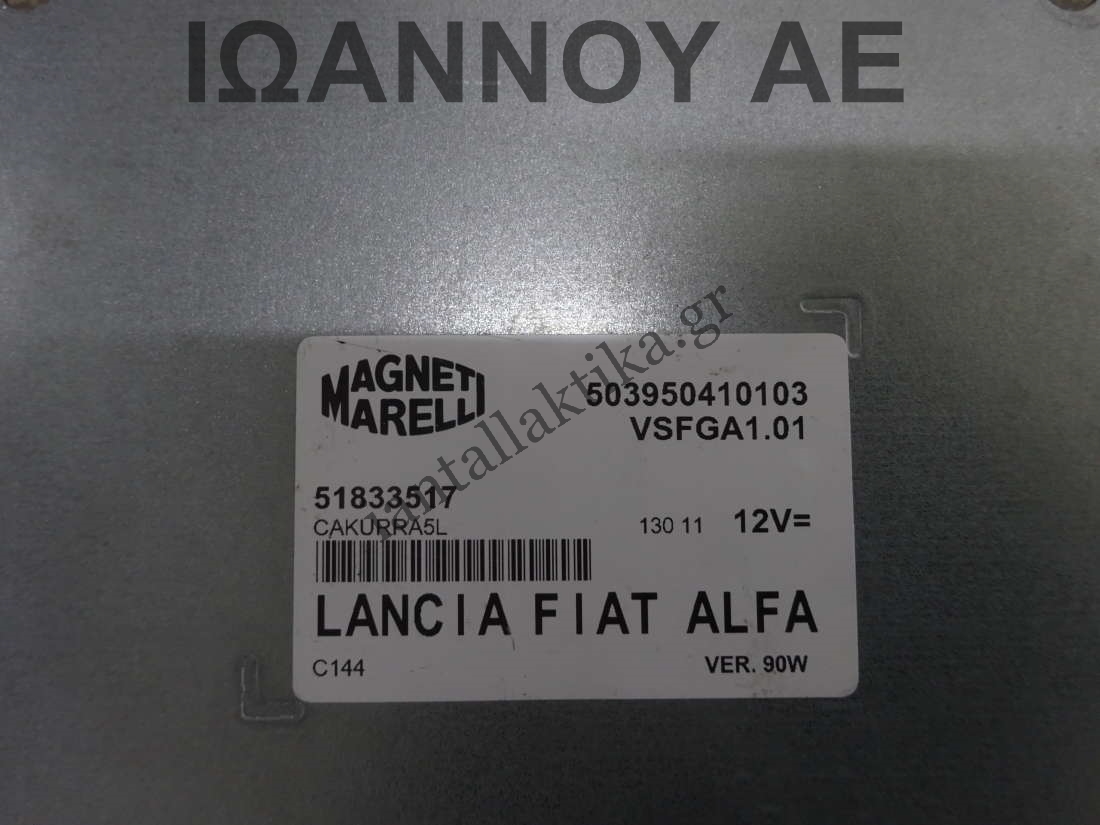 ΙΩΑΝΝΟΥ ΑΕ
MAGNETI
MARELLI
503950410103
VSFGA1.01
iantallaktika.gr
51833517
CAKURRA5L
130 11 12V=
LANCIA FIAT ALFA
C144 VER. 90W